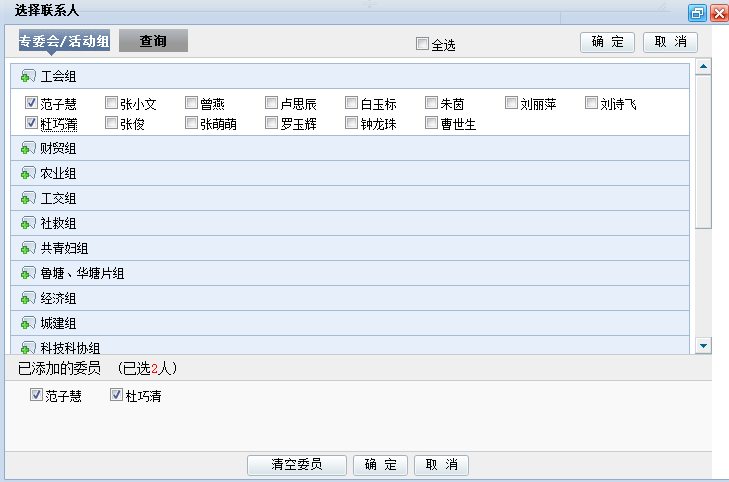 选择联系人
专委会/活动组 查询 全选 确 定 取 消
工会组
范子慧 张小文 曾燕 卢思辰 白玉标 朱茵 刘丽萍 刘诗飞
杜巧清 张俊 张萌萌 罗玉辉 钟龙珠 曹世生
财贸组
农业组
工交组
社救组
共青妇组
鲁塘、华塘片组
经济组
城建组
科技科协组
已添加的委员 (已选2人)
范子慧 杜巧清
清空委员 确 定 取 消